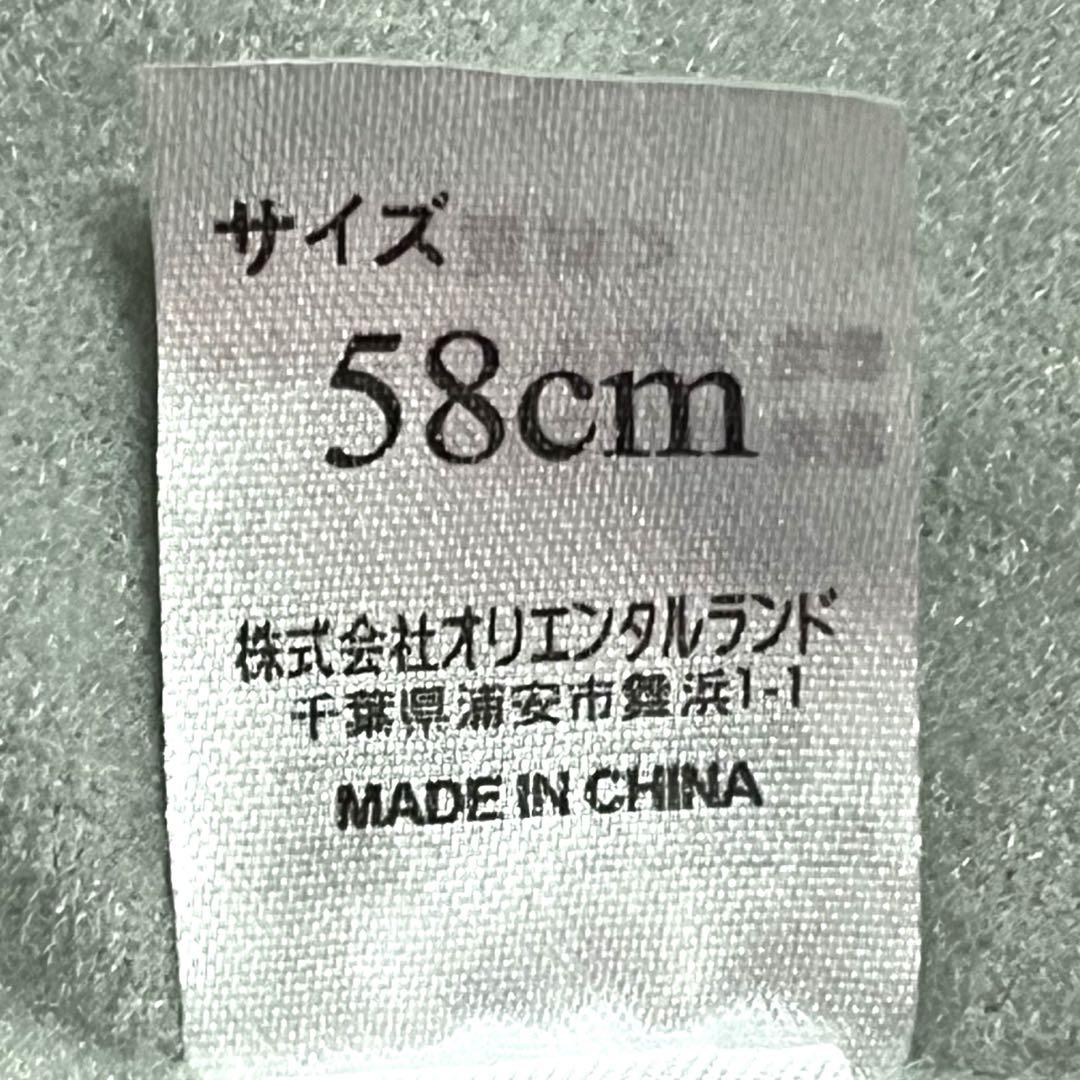 サイズ
58cm
株式会社オリエンタルランド
千葉県浦安市舞浜1-1
MADE IN CHINA